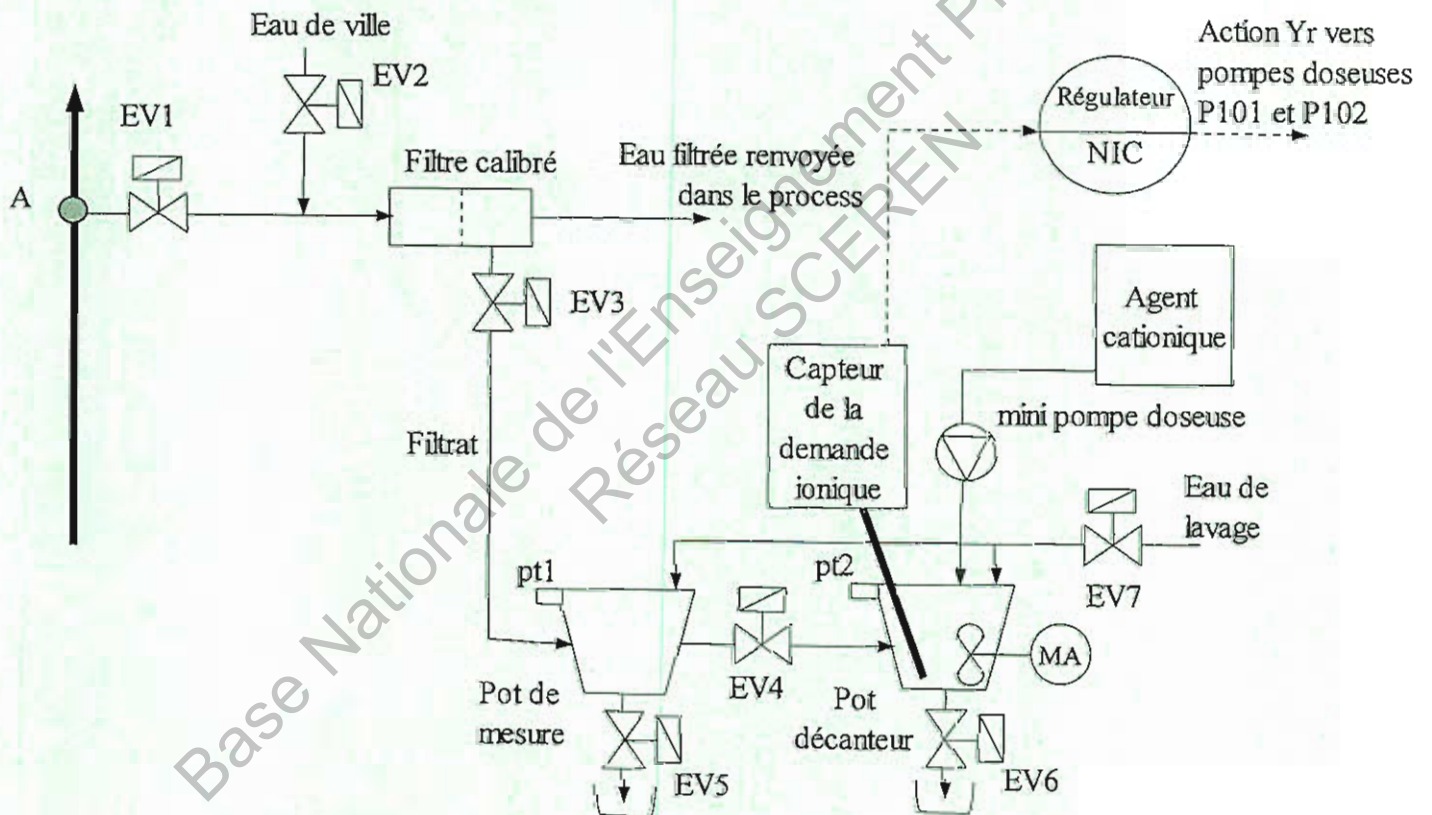 Eau de ville
EV2
EV1
A
Filtre calibré
Eau filtrée renvoyée
dans le process
Régulateur
NIC
Action Yr vers
pompes doseuses
P101 et P102
EV3
Agent
cationique
Capteur
de la
demande
ionique
mini pompe doseuse
Filtrat
Eau de
lavage
EV7
pt1
pt2
EV4
MA
Pot de
mesure
Pot
décanteur
EV5
EV6
Base Nationale de l'Enseignement Pr
Réseau SCEREN